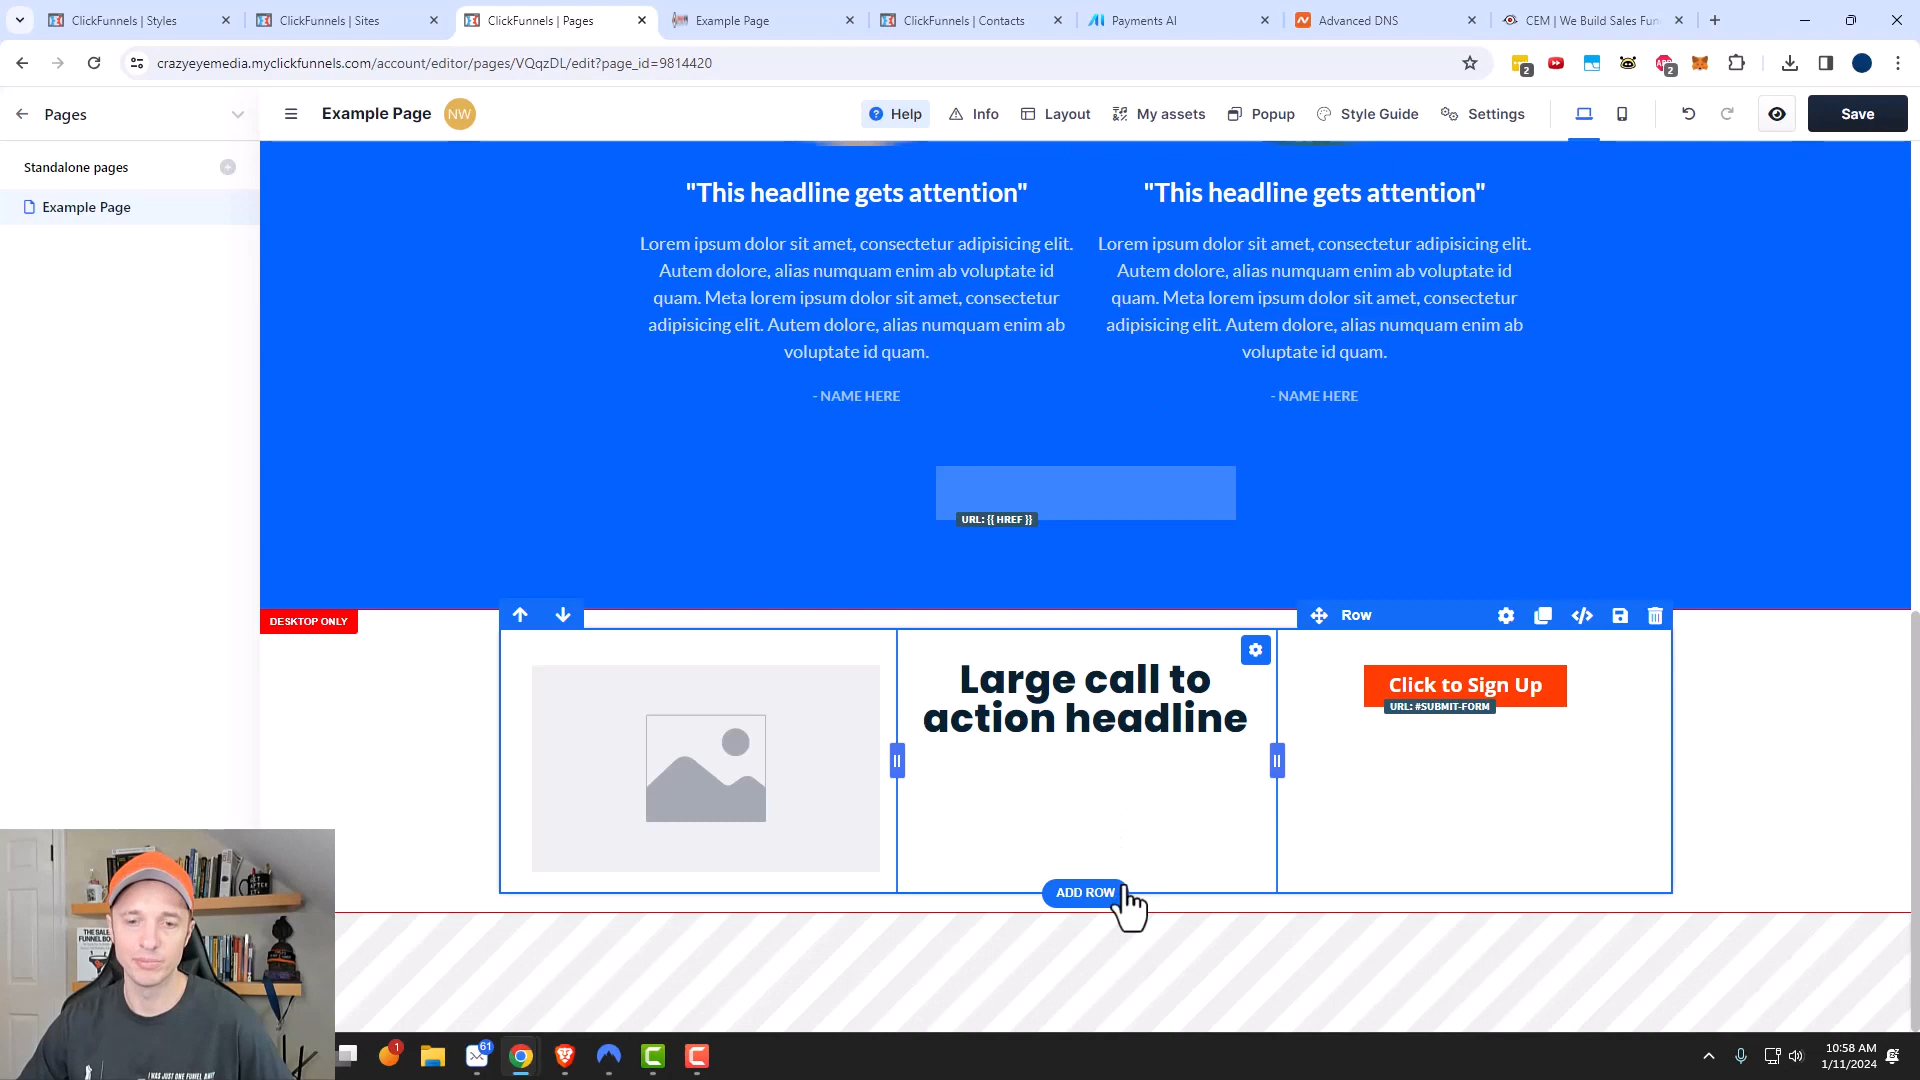 ClickFunnels | Styles
ClickFunnels | Sites
ClickFunnels | Pages
Example Page
ClickFunnels | Contacts
Payments AI
Advanced DNS
CEM | We Build Sales Fun
crazyeyemedia.myclickfunnels.com/account/editor/pages/VQqzDL/edit?page_id=9814420
2
2
Pages
Example Page
NW
Help
Info
Layout
My assets
Popup
Style Guide
Settings
Save
Standalone pages
Example Page
"This headline gets attention"
Lorem ipsum dolor sit amet, consectetur adipisicing elit.
Autem dolore, alias numquam enim ab voluptate id
quam. Meta lorem ipsum dolor sit amet, consectetur
adipisicing elit. Autem dolore, alias numquam enim ab
voluptate id quam.
- NAME HERE
"This headline gets attention"
Lorem ipsum dolor sit amet, consectetur adipisicing elit.
Autem dolore, alias numquam enim ab voluptate id
quam. Meta lorem ipsum dolor sit amet, consectetur
adipisicing elit. Autem dolore, alias numquam enim ab
voluptate id quam.
- NAME HERE
URL: {{ HREF }}
DESKTOP ONLY
Row
Large call to
action headline
Click to Sign Up
URL: #SUBMIT-FORM
ADD ROW
1
61
10:58 AM
1/11/2024